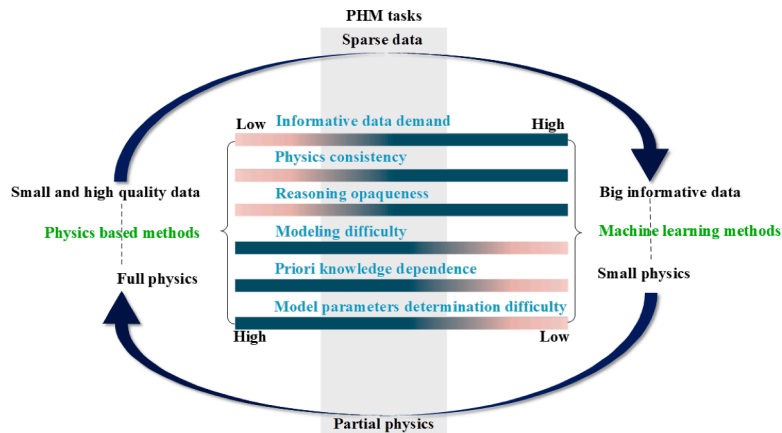 PHM tasks
Sparse data
Informative data demand
Low
High
Physics consistency
Small and high quality data
Reasoning opaqueness
Big informative data
Physics based methods
Modeling difficulty
Machine learning methods
Full physics
Priori knowledge dependence
Small physics
Model parameters determination difficulty
High
Low
Partial physics